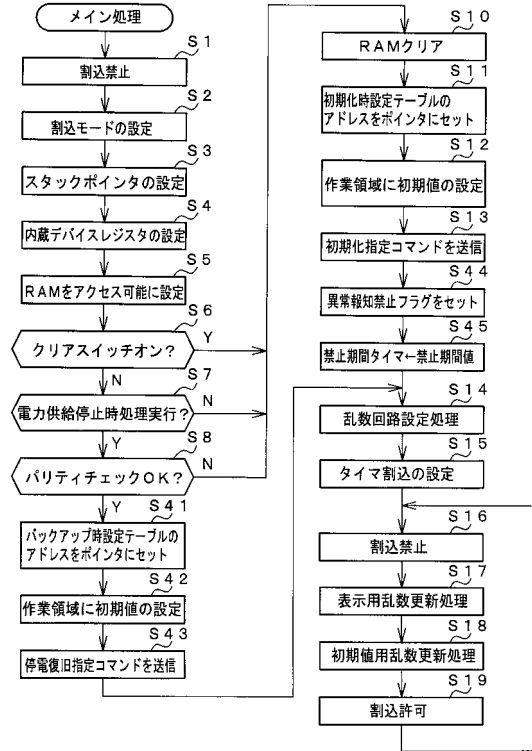 メイン処理
S1
割込禁止
S2
割込モードの設定
S3
スタックポインタの設定
S4
内蔵デバイスレジスタの設定
S5
RAMをアクセス可能に設定
S6
クリアスイッチオン?
Y
N
S7
電力供給停止時処理実行?
N
Y
S8
パリティチェックOK?
N
Y
S41
バックアップ時設定テーブルの
アドレスをポインタにセット
S42
作業領域に初期値の設定
S43
停電復旧指定コマンドを送信
S10
RAMクリア
S11
初期化時設定テーブルの
アドレスをポインタにセット
S12
作業領域に初期値の設定
S13
初期化指定コマンドを送信
S44
異常報知禁止フラグをセット
S45
禁止期間タイマ←禁止期間値
S14
乱数回路設定処理
S15
タイマ割込の設定
S16
割込禁止
S17
表示用乱数更新処理
S18
初期値用乱数更新処理
S19
割込許可